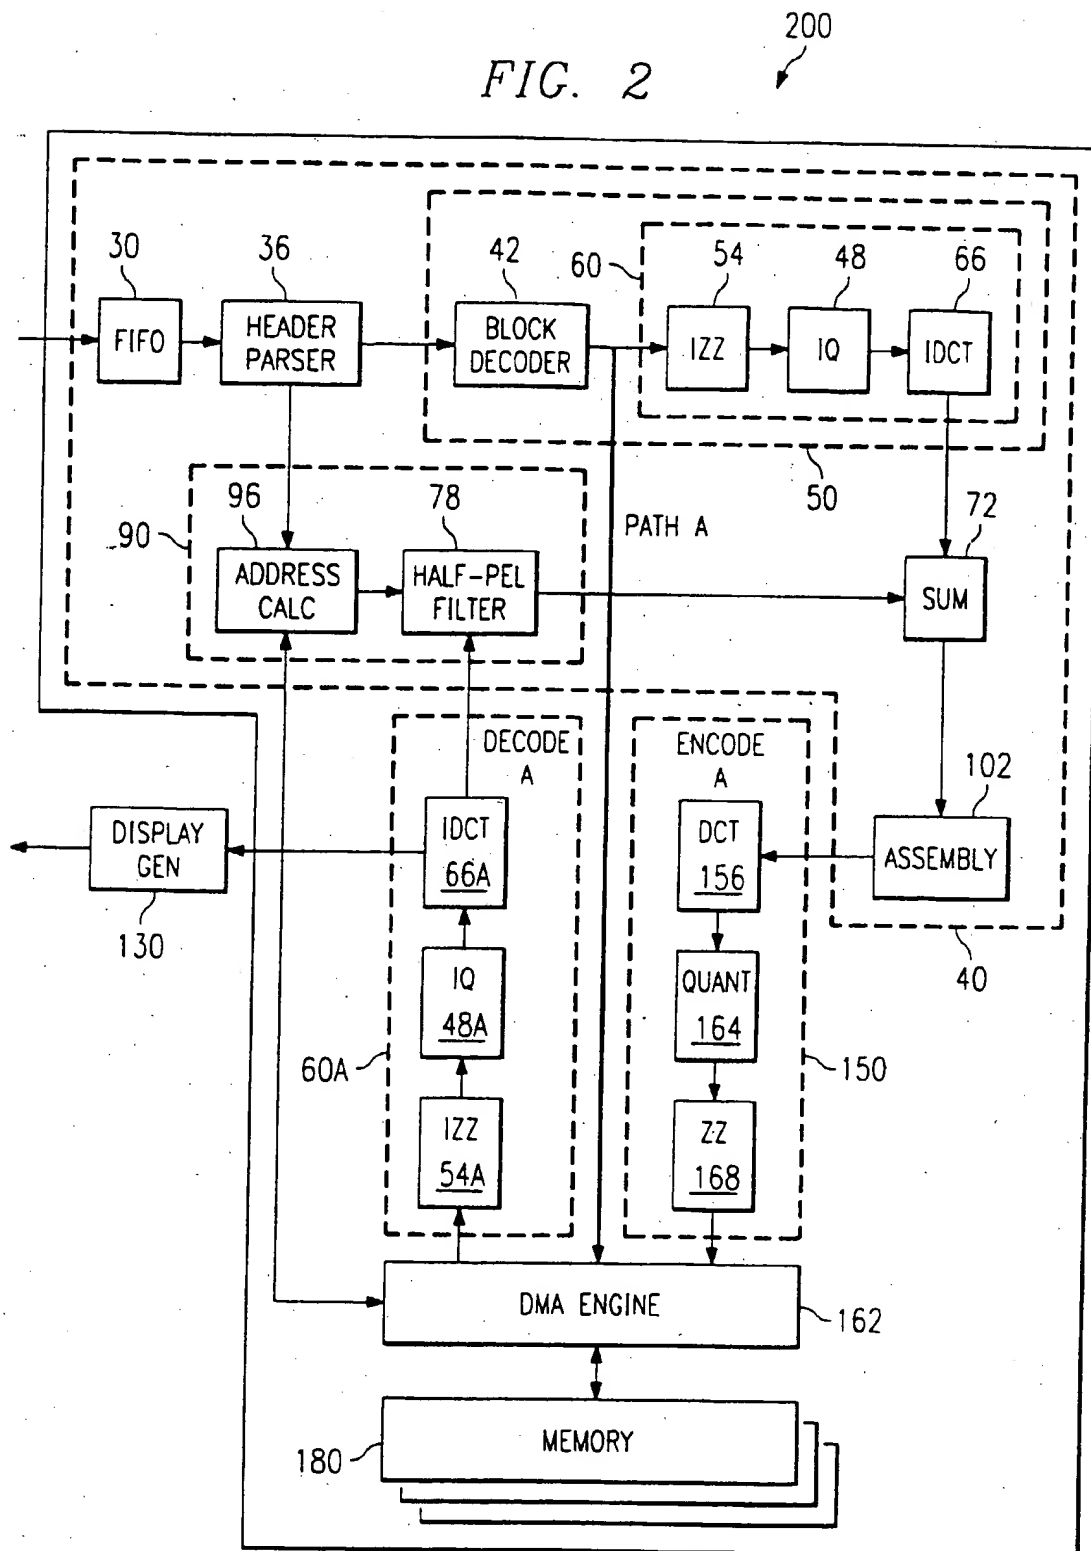 200
FIG. 2
30
36
42
60
54
48
66
FIFO
HEADER
PARSER
BLOCK
DECODER
IZZ
IQ
IDCT
50
96
78
PATH A
72
90
ADDRESS
CALC
HALF-PEL
FILTER
SUM
DECODE
A
ENCODE
A
102
DISPLAY
GEN
130
IDCT
66A
DCT
156
ASSEMBLY
40
IQ
48A
QUANT
164
60A
150
IZZ
54A
ZZ
168
DMA ENGINE
162
MEMORY
180